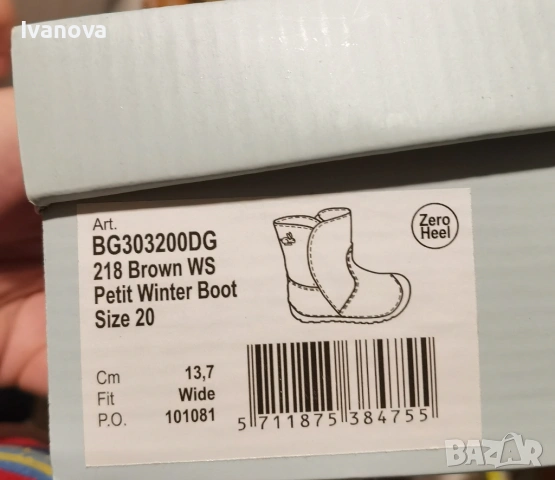 Ivanova
Art.
BG303200DG
218 Brown WS
Petit Winter Boot
Size 20
Zero
Heel
Cm 13,7
Fit Wide
P.O. 101081
5 711875 384755
BAZAR